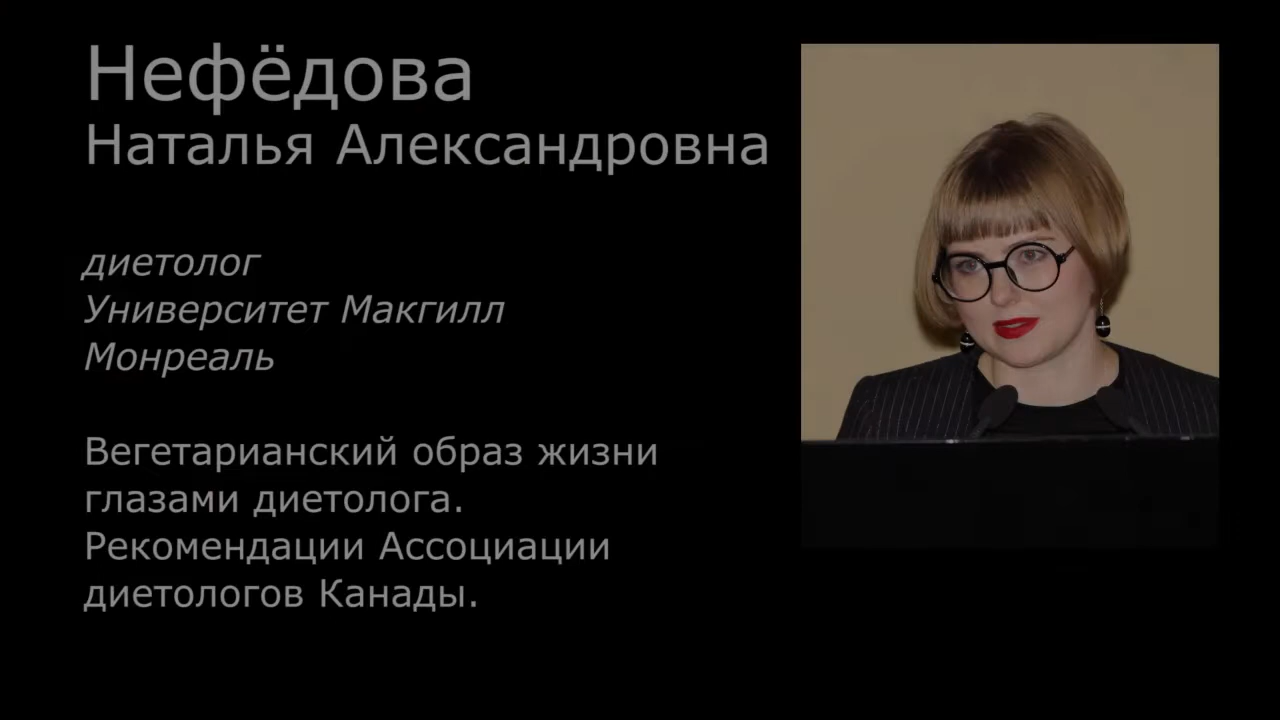 Нефёдова
Наталья Александровна
диетолог
Университет Макгилл
Монреаль
Вегетарианский образ жизни
глазами диетолога.
Рекомендации Ассоциации
диетологов Канады.